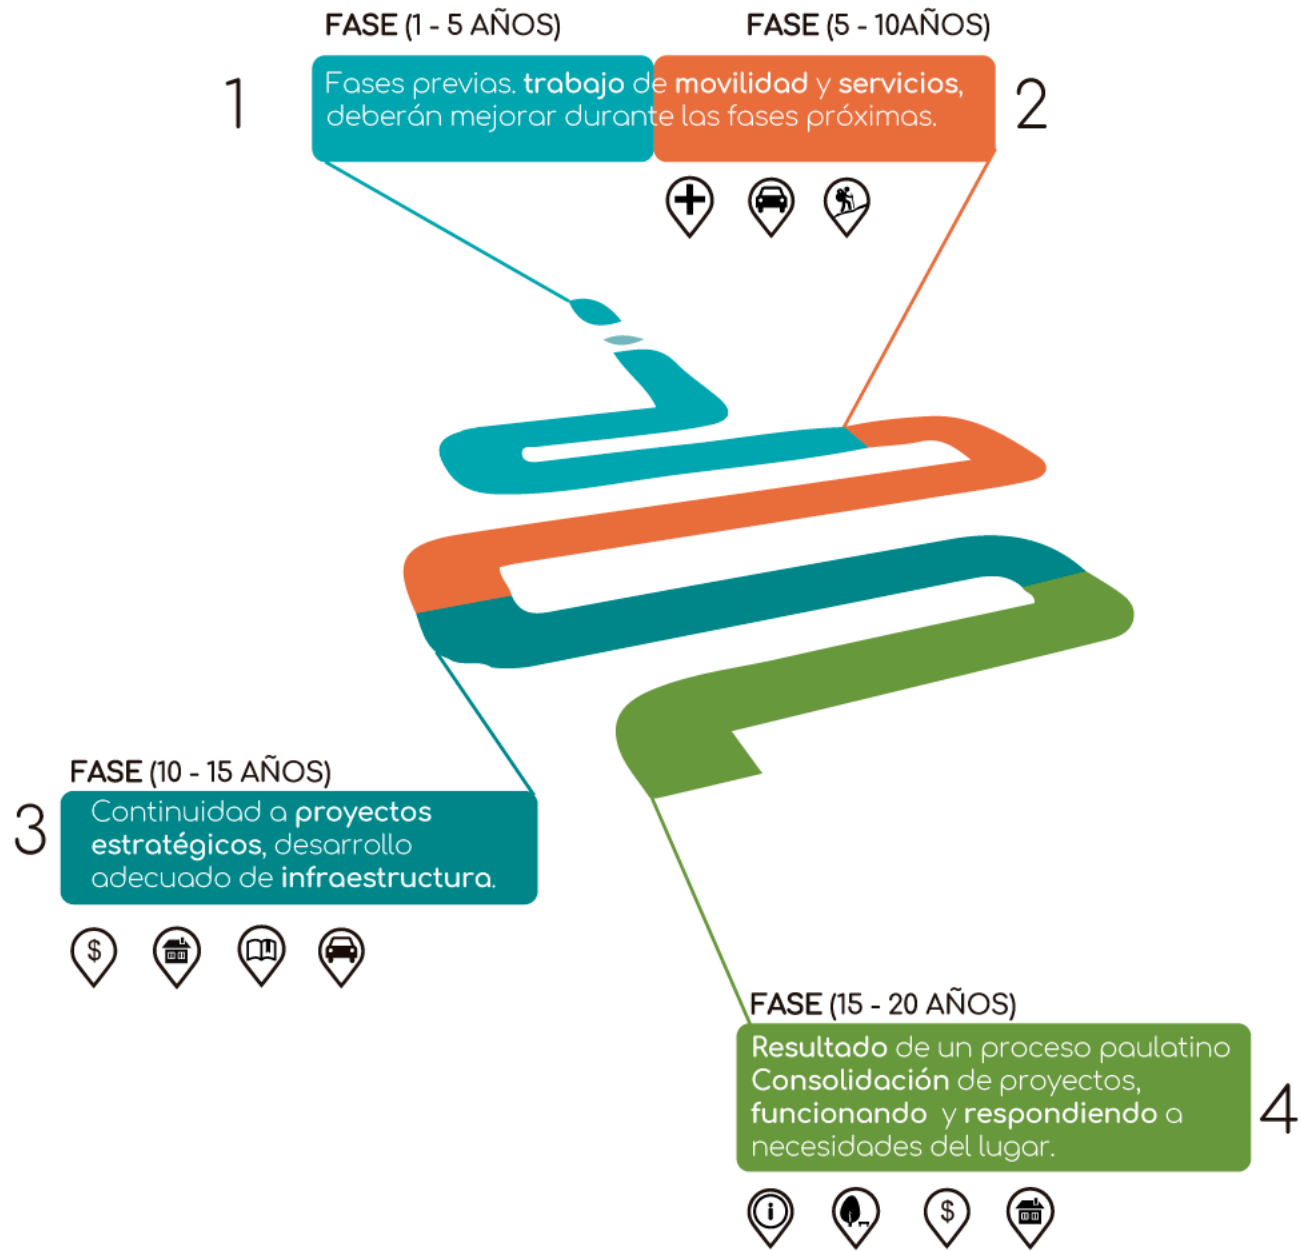 FASE (1 - 5 AÑOS)
FASE (5 - 10AÑOS)
1
Fases previas. trabajo de movilidad y servicios,
deberán mejorar durante las fases próximas.
2
FASE (10 - 15 AÑOS)
3
Continuidad a proyectos
estratégicos, desarrollo
adecuado de infraestructura.
$
FASE (15 - 20 AÑOS)
Resultado de un proceso paulatino
Consolidación de proyectos,
funcionando y respondiendo a
necesidades del lugar.
4
i
$